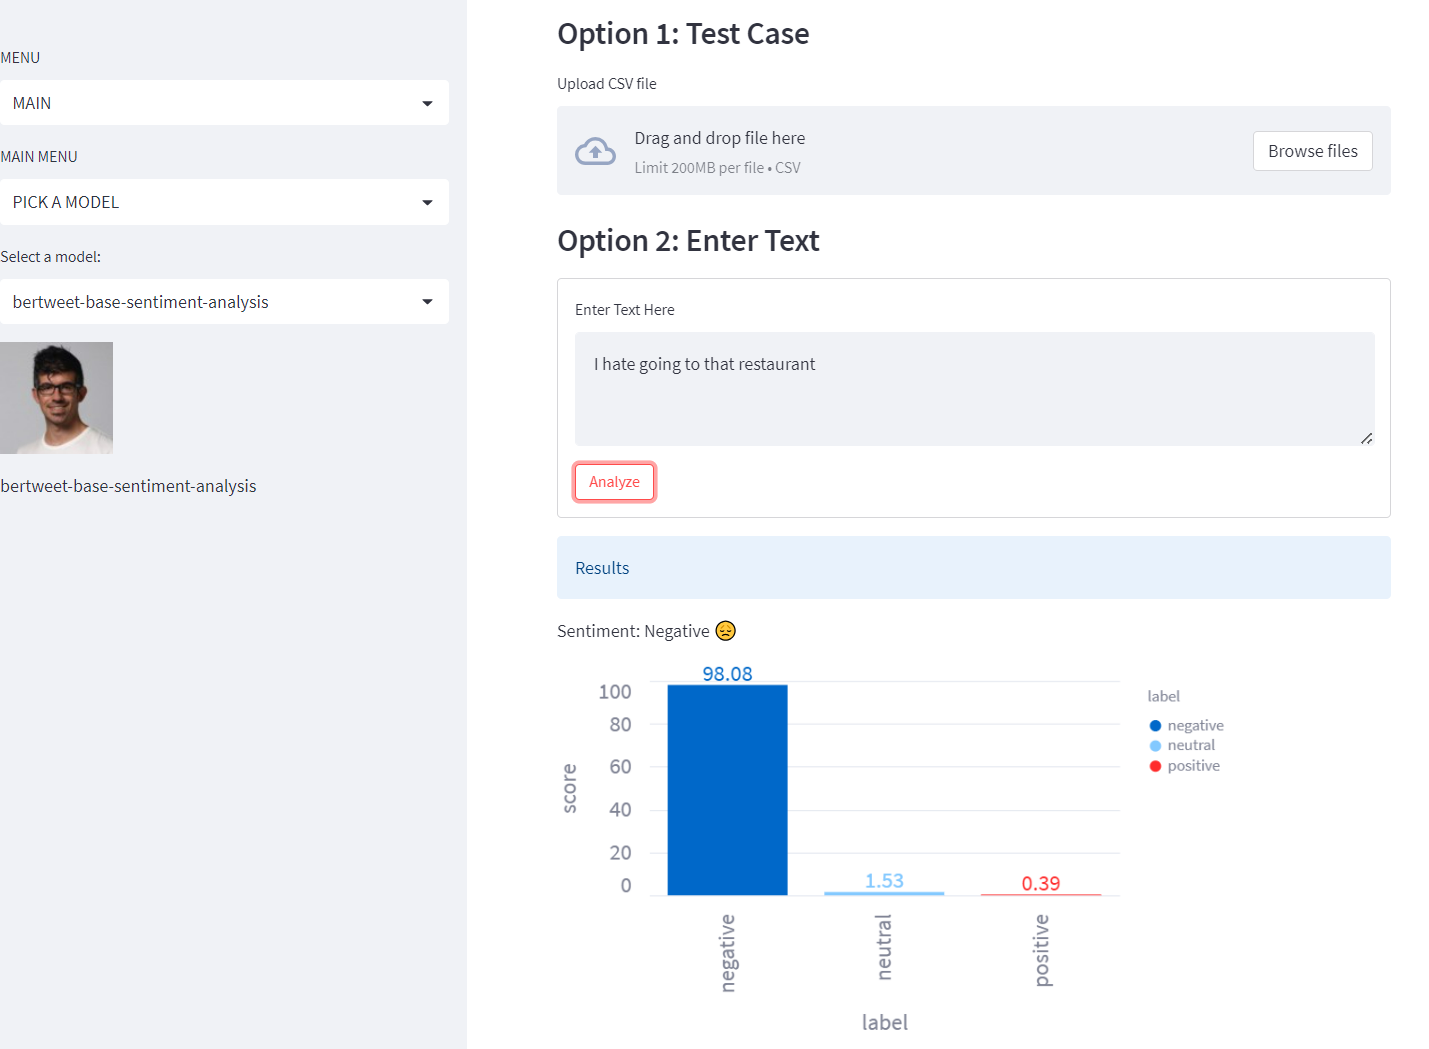 MENU
MAIN
MAIN MENU
PICK A MODEL
Select a model:
bertweet-base-sentiment-analysis
bertweet-base-sentiment-analysis
Option 1: Test Case
Upload CSV file
Drag and drop file here
Limit 200MB per file • CSV
Browse files
Option 2: Enter Text
Enter Text Here
I hate going to that restaurant
Analyze
Results
Sentiment: Negative 😔
98.08
1.53
0.39
score
100
80
60
40
20
0
negative
neutral
positive
label
label
negative
neutral
positive